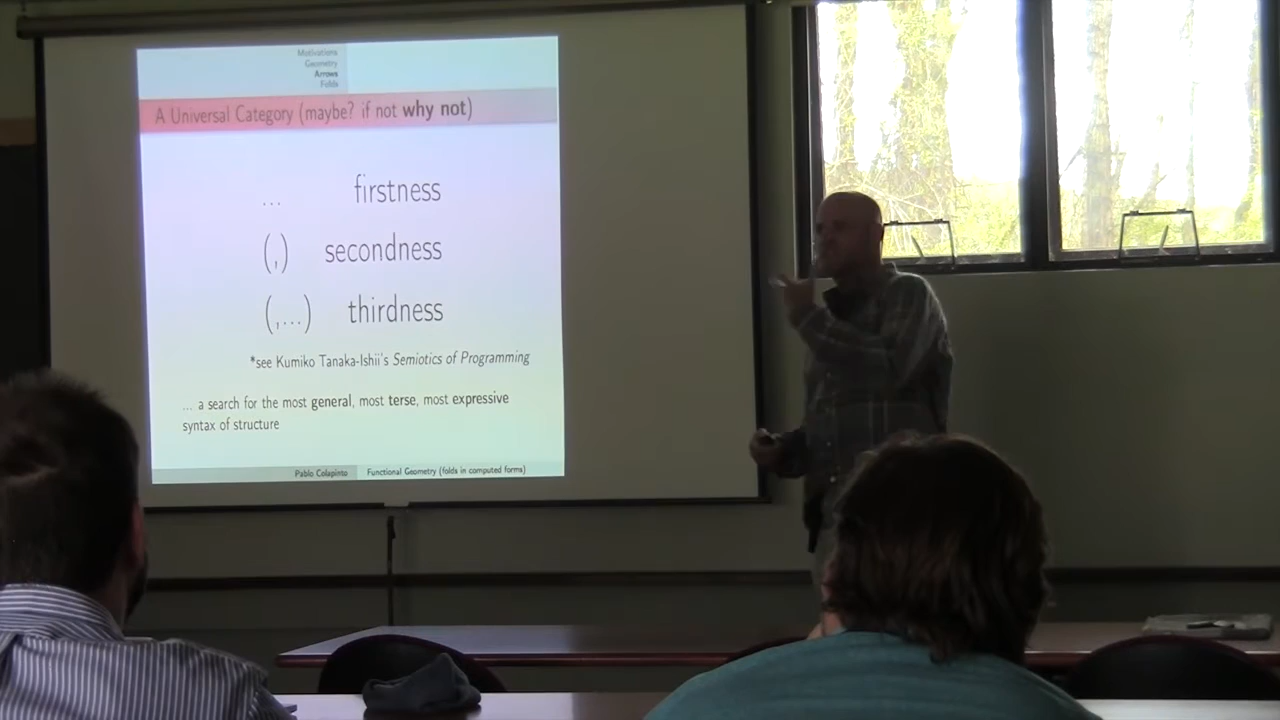 Motivations
Geometry
Arrows
Folds
A Universal Category (maybe? if not why not)
... firstness
(,) secondness
(,...) thirdness
*see Kumiko Tanaka-Ishii's Semiotics of Programming
... a search for the most general, most terse, most expressive
syntax of structure
Pablo Colapinto Functional Geometry (folds in computed forms)